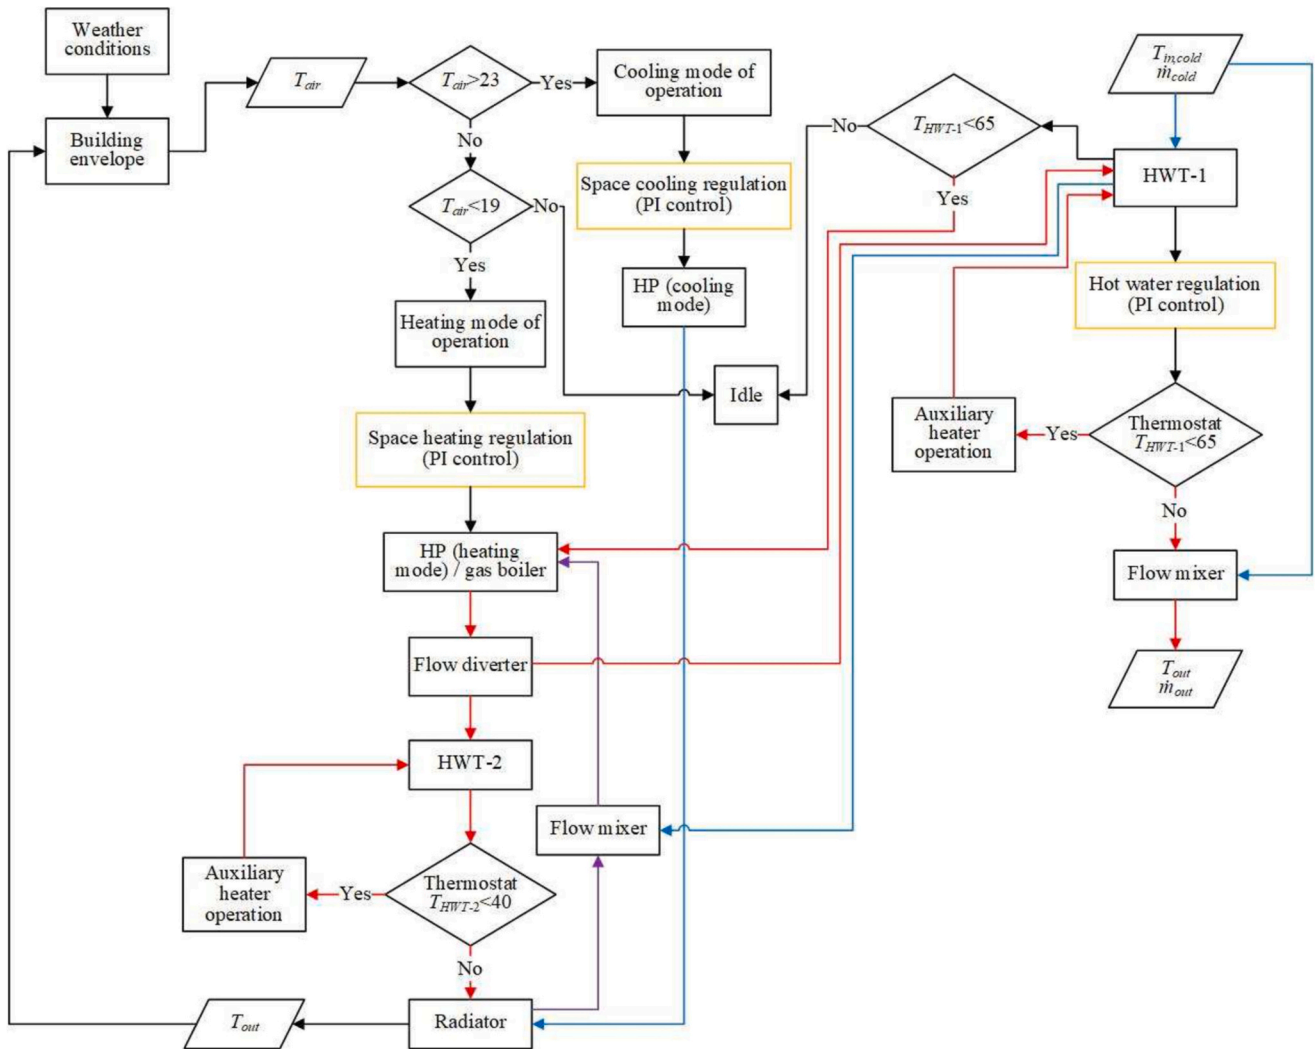 Weather
conditions
Building
envelope
T_air
T_air>23
Yes
Cooling mode of
operation
No
T_air<19
No
Yes
Heating mode of
operation
Space cooling regulation
(PI control)
HP (cooling
mode)
Idle
Space heating regulation
(PI control)
HP (heating
mode) / gas boiler
Flow diverter
HWT-2
Flow mixer
Thermostat
T_HWT-2<40
Yes
Auxiliary
heater
operation
No
Radiator
T_out
T_in,cold
ṁ_cold
HWT-1
T_HWT-1<65
No
Yes
Hot water regulation
(PI control)
Thermostat
T_HWT-1<65
Yes
Auxiliary
heater
operation
No
Flow mixer
T_out
ṁ_out